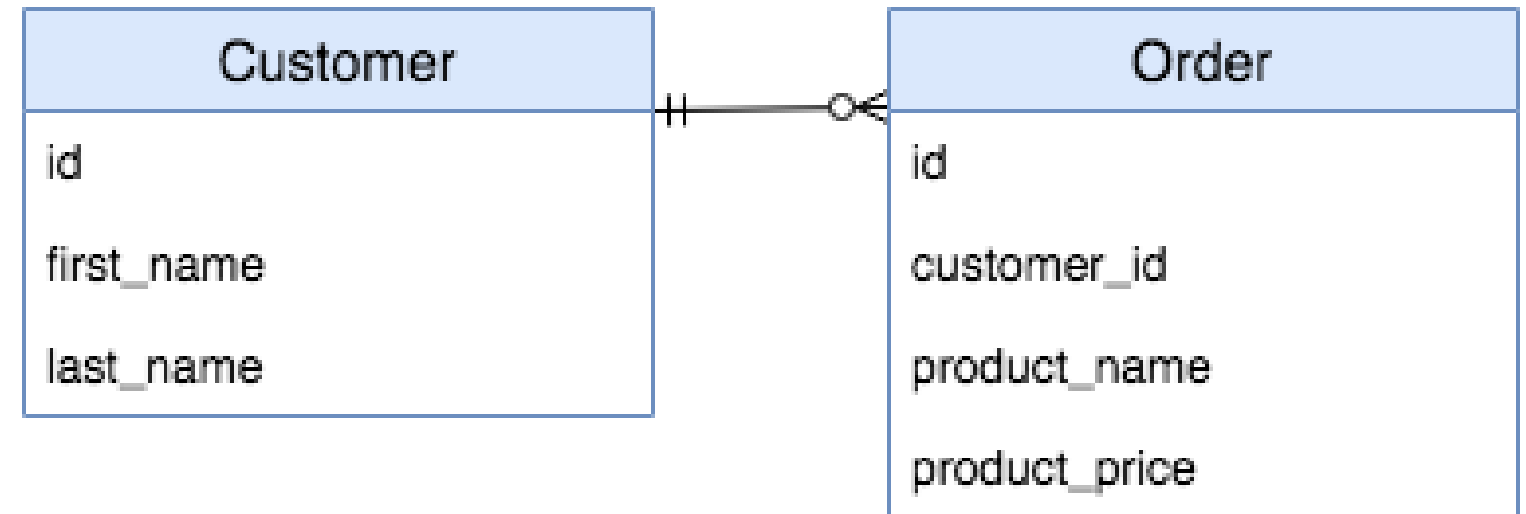 Customer
id
first_name
last_name
Order
id
customer_id
product_name
product_price